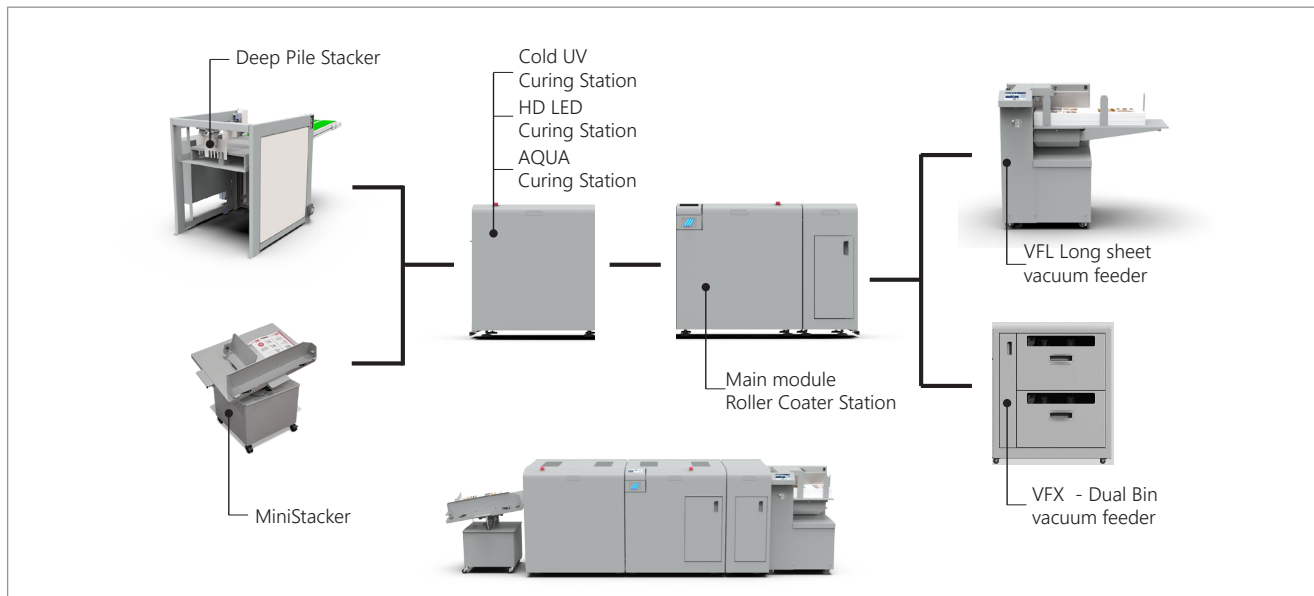 Deep Pile Stacker
Cold UV
Curing Station
HD LED
Curing Station
AQUA
Curing Station
VFL Long sheet
vacuum feeder
Main module
Roller Coater Station
MiniStacker
VFX - Dual Bin
vacuum feeder